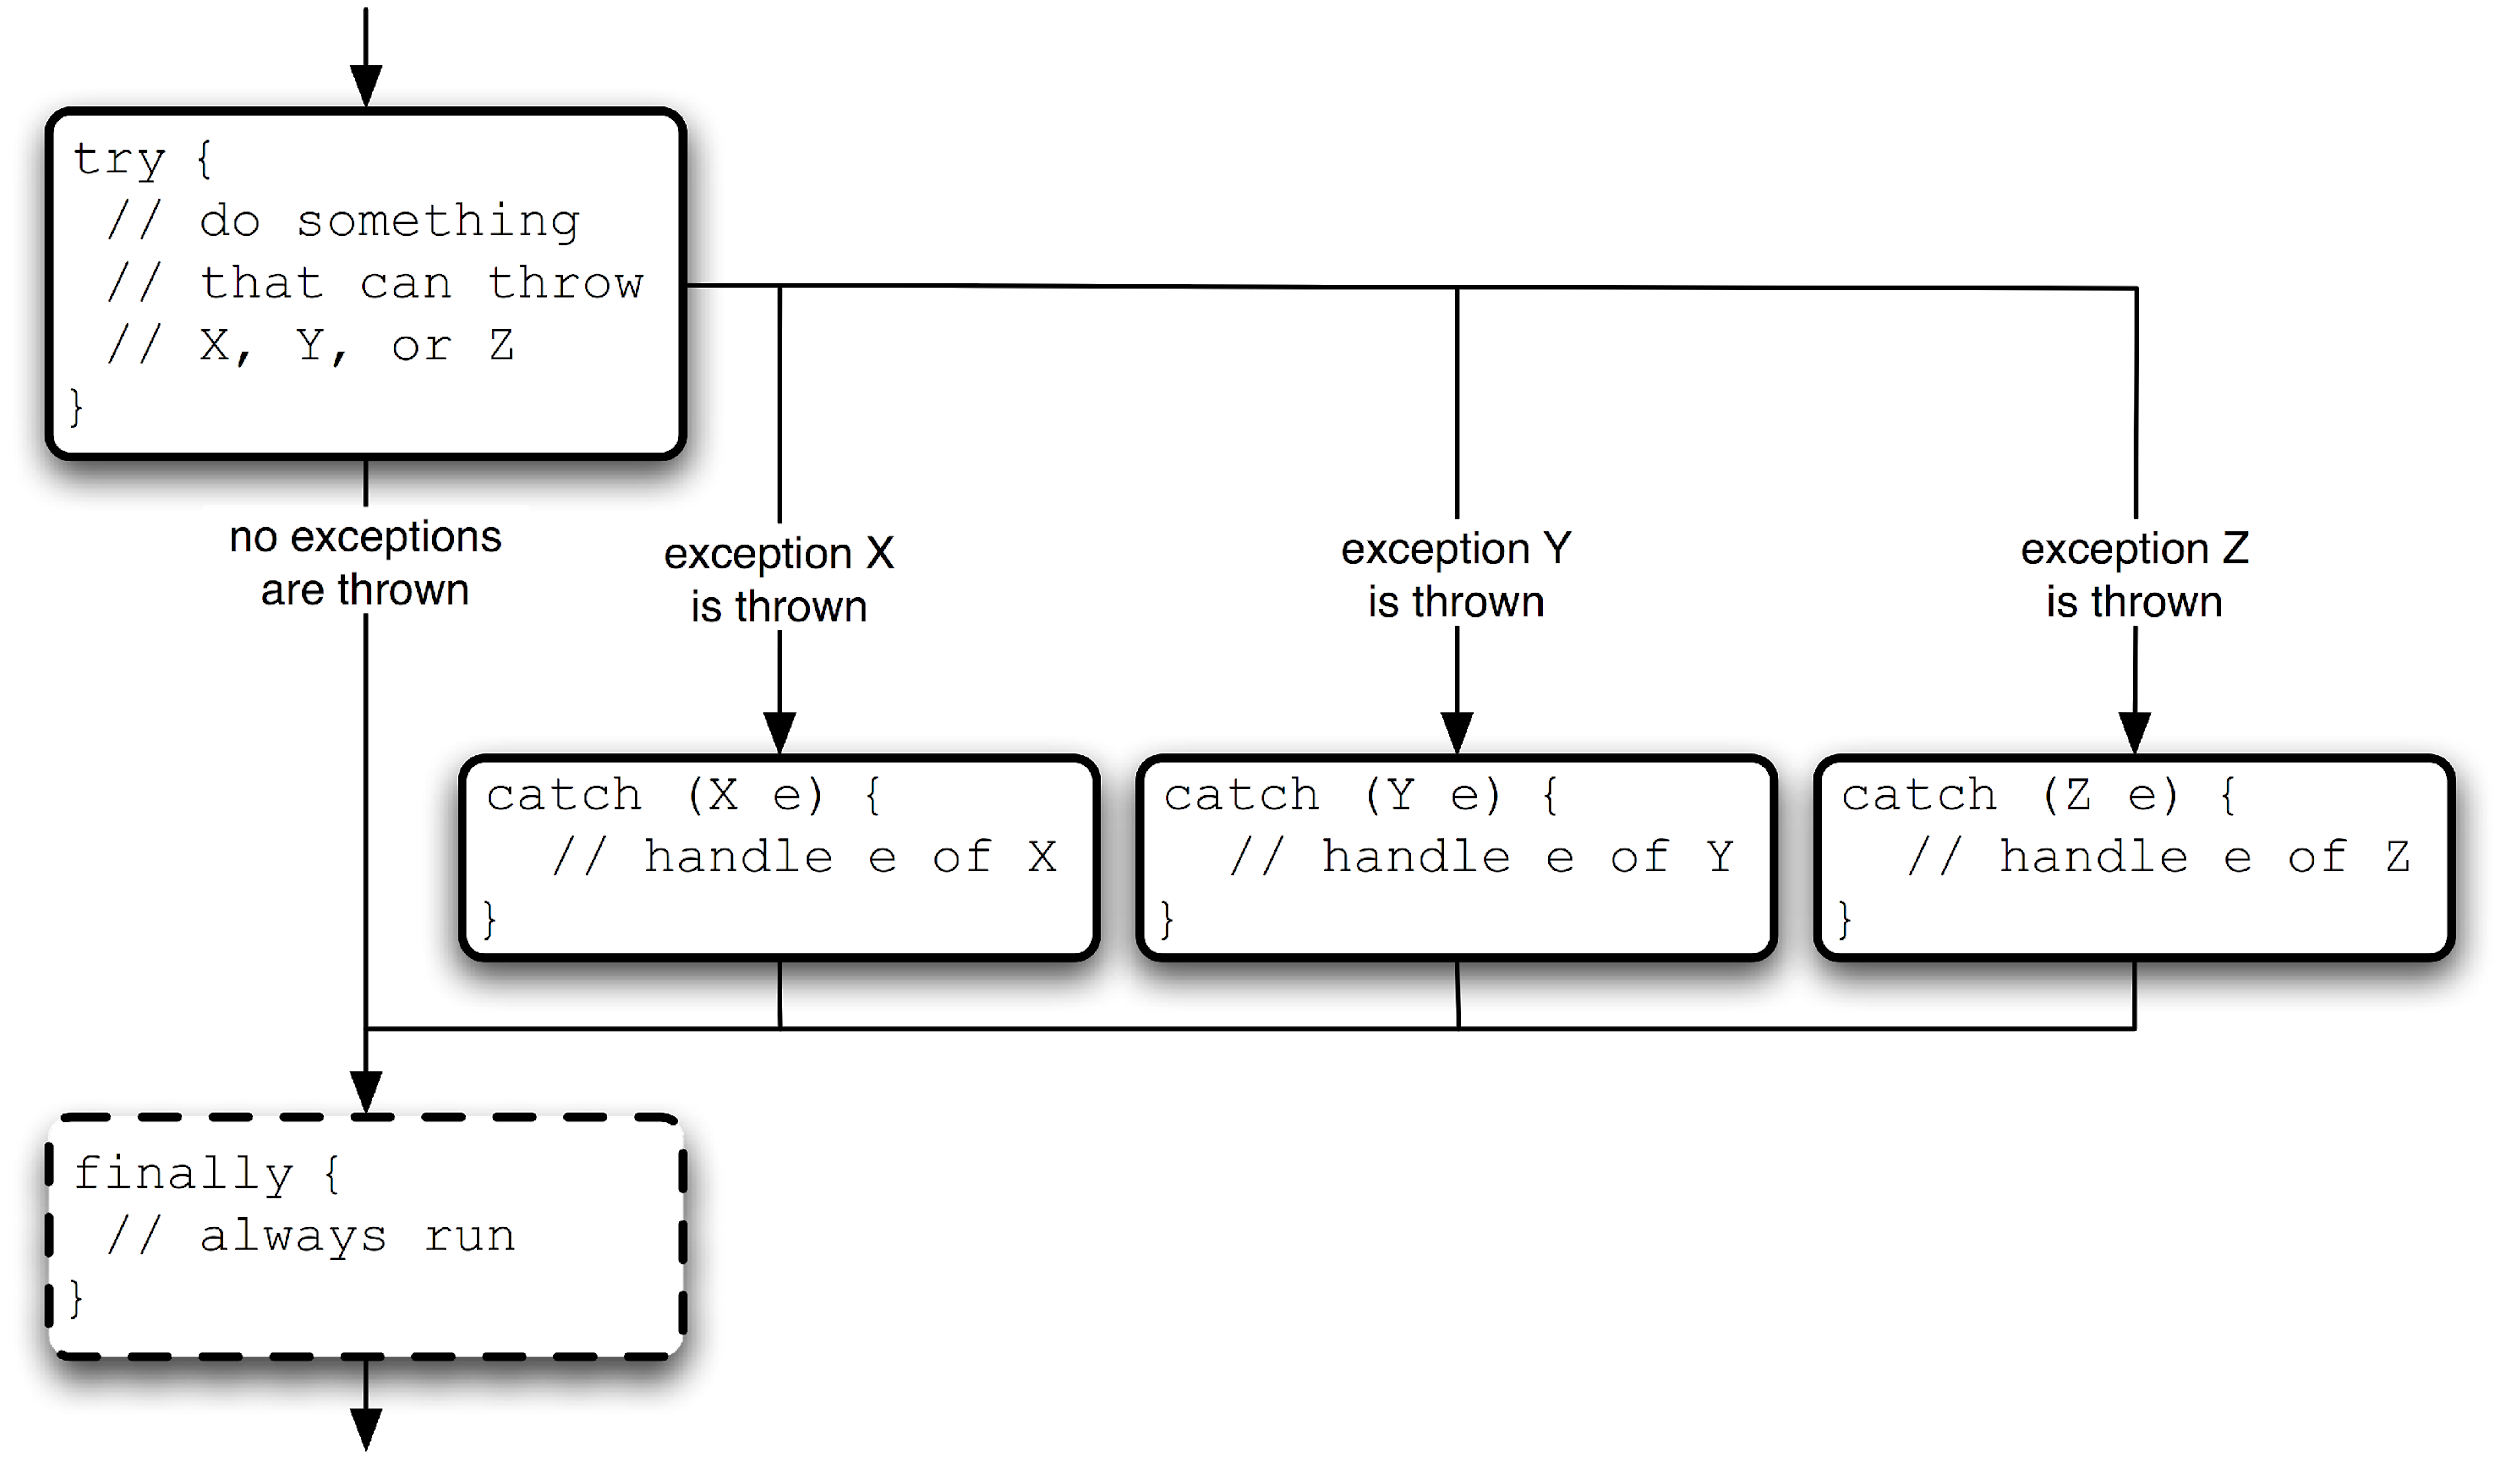 try {
// do something
// that can throw
// X, Y, or Z
}
no exceptions
are thrown
exception X
is thrown
exception Y
is thrown
exception Z
is thrown
catch (X e) {
// handle e of X
}
catch (Y e) {
// handle e of Y
}
catch (Z e) {
// handle e of Z
}
finally {
// always run
}